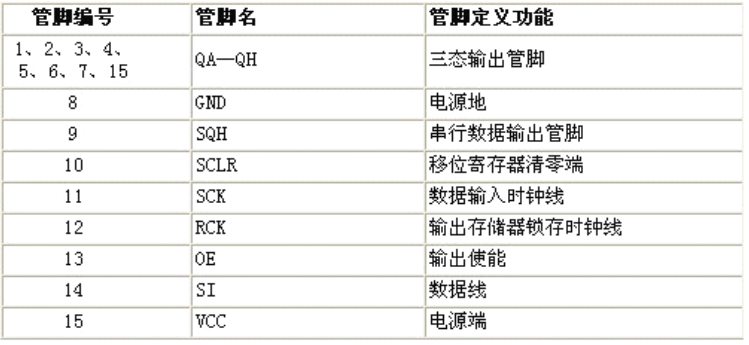 管脚编号 管脚名 管脚定义功能
1、2、3、4、
5、6、7、15 QA—QH 三态输出管脚
8 GND 电源地
9 SQH 串行数据输出管脚
10 SCLR 移位寄存器清零端
11 SCK 数据输入时钟线
12 RCK 输出存储器锁存时钟线
13 OE 输出使能
14 SI 数据线
15 VCC 电源端